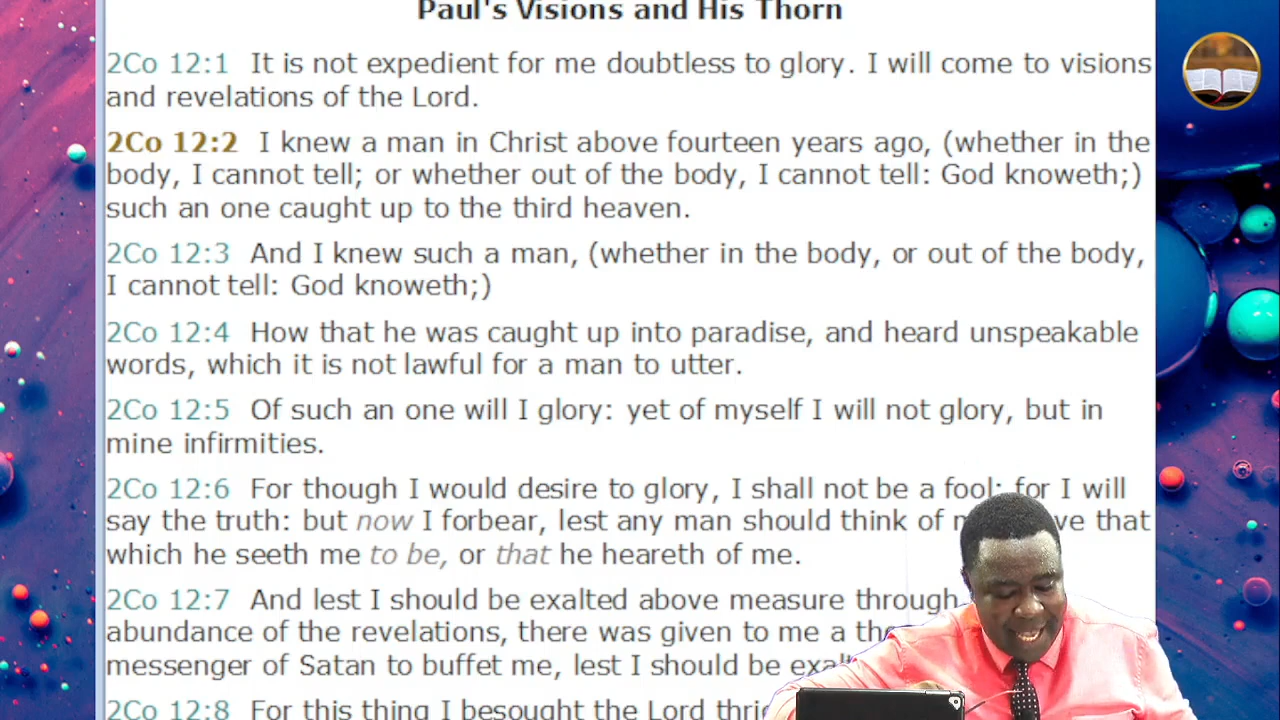 Paul's Visions and His Thorn
2Co 12:1 It is not expedient for me doubtless to glory. I will come to visions
and revelations of the Lord.
2Co 12:2 I knew a man in Christ above fourteen years ago, (whether in the
body, I cannot tell; or whether out of the body, I cannot tell: God knoweth;)
such an one caught up to the third heaven.
2Co 12:3 And I knew such a man, (whether in the body, or out of the body,
I cannot tell: God knoweth;)
2Co 12:4 How that he was caught up into paradise, and heard unspeakable
words, which it is not lawful for a man to utter.
2Co 12:5 Of such an one will I glory: yet of myself I will not glory, but in
mine infirmities.
2Co 12:6 For though I would desire to glory, I shall not be a fool; for I will
say the truth: but now I forbear, lest any man should think of that
which he seeth me to be, or that he heareth of me.
2Co 12:7 And lest I should be exalted above measure through
abundance of the revelations, there was given to me a
messenger of Satan to buffet me, lest I should be
2Co 12:8 For this thing I besought the Lord